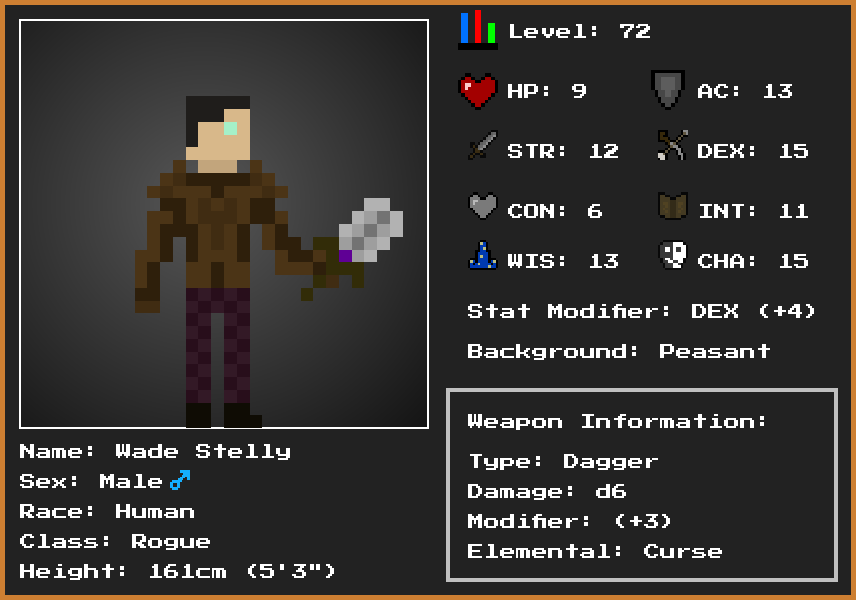 Level: 72
HP: 9 AC: 13
STR: 12 DEX: 15
CON: 6 INT: 11
WIS: 13 CHA: 15
Stat Modifier: DEX (+4)
Background: Peasant
Weapon Information:
Type: Dagger
Damage: d6
Modifier: (+3)
Elemental: Curse
Name: Wade Stelly
Sex: Male ♂
Race: Human
Class: Rogue
Height: 161cm (5'3")